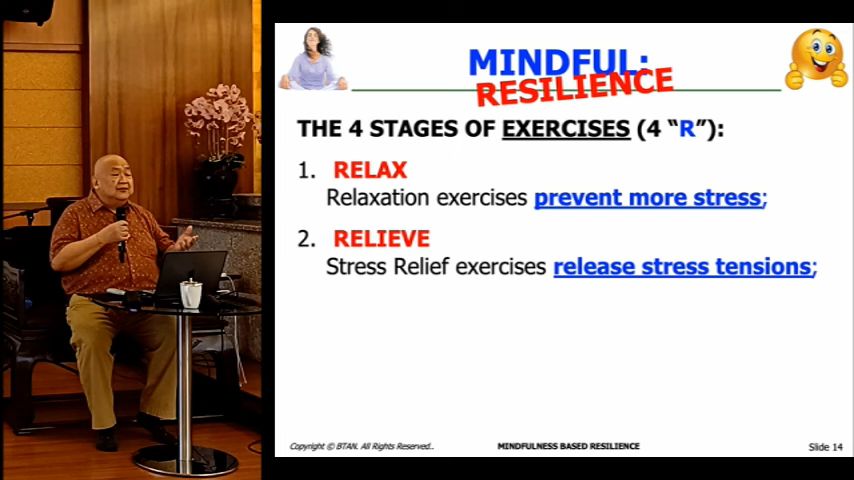 MINDFUL:
RESILIENCE
THE 4 STAGES OF EXERCISES (4 “R”):
1. RELAX
Relaxation exercises prevent more stress;
2. RELIEVE
Stress Relief exercises release stress tensions;
Copyright © BTAN. All Rights Reserved..
MINDFULNESS BASED RESILIENCE
Slide 14